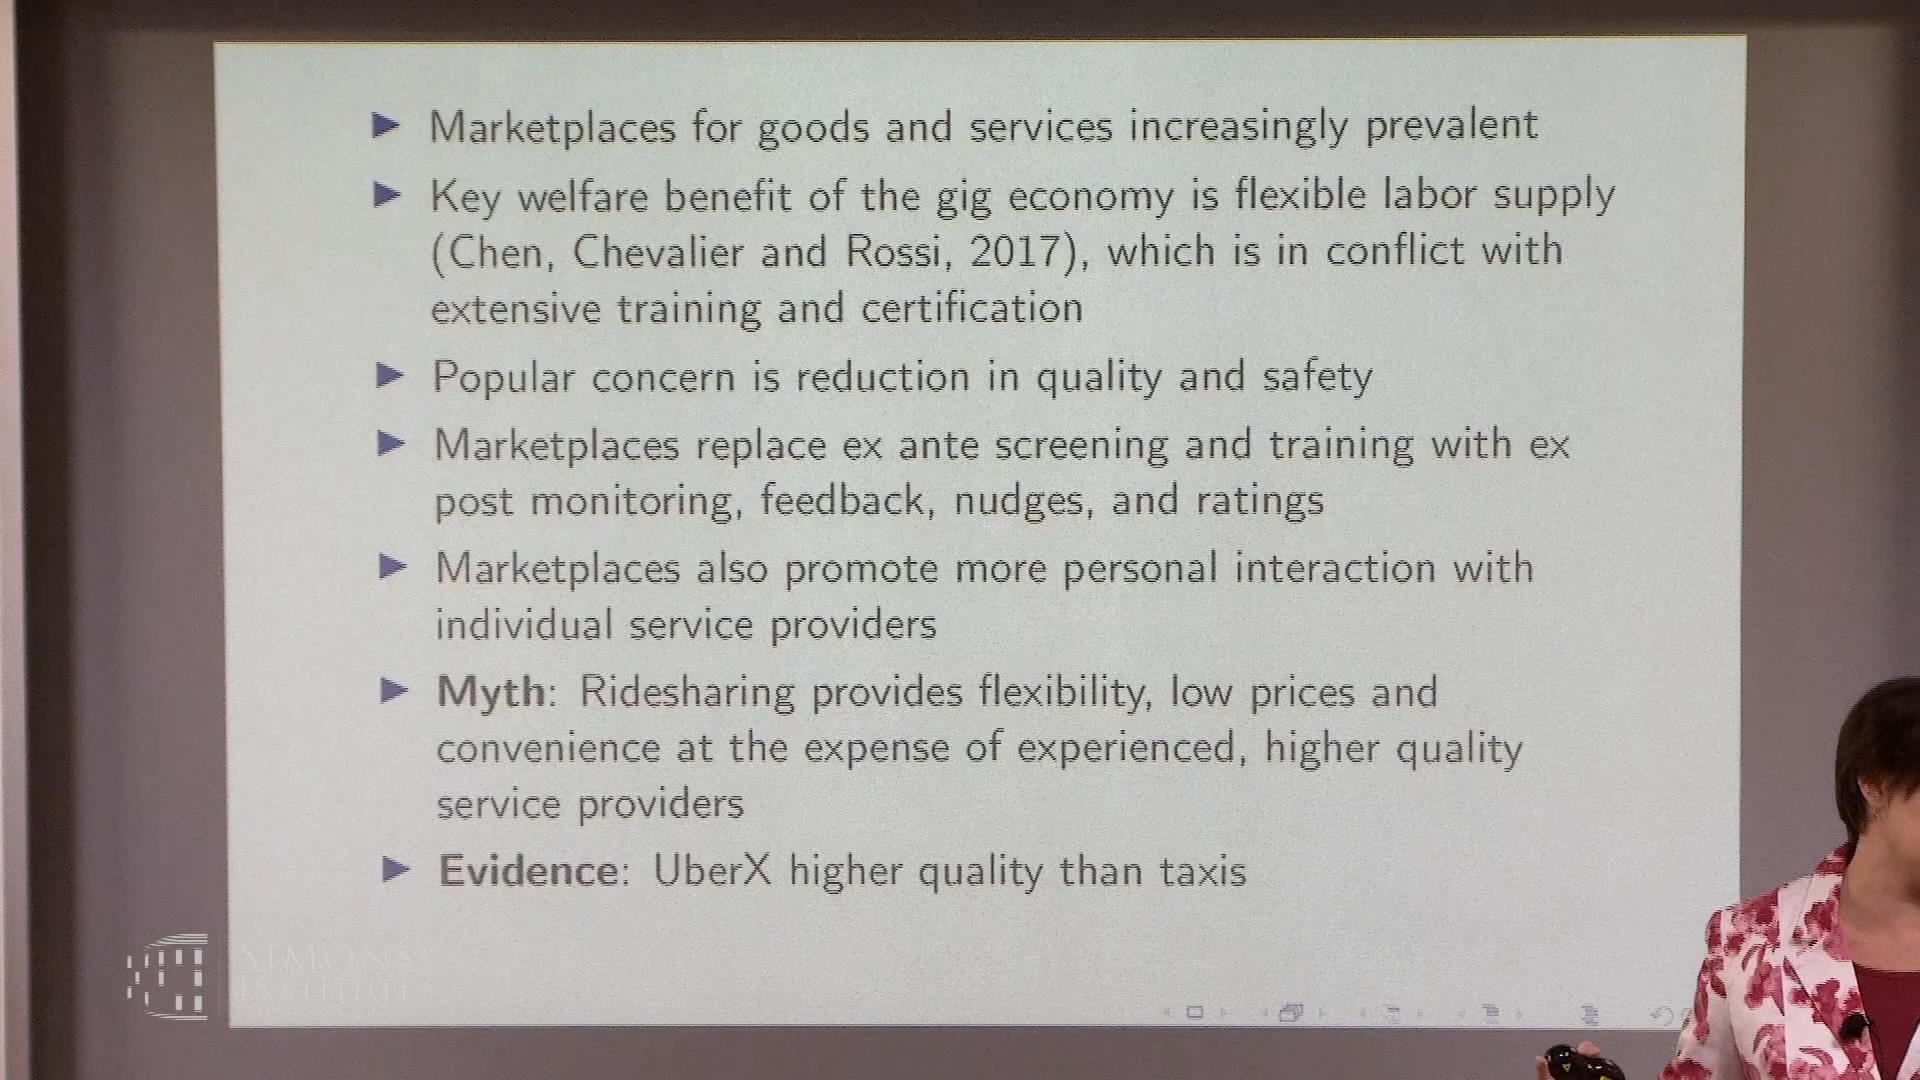 Marketplaces for goods and services increasingly prevalent
Key welfare benefit of the gig economy is flexible labor supply
(Chen, Chevalier and Rossi, 2017), which is in conflict with
extensive training and certification
Popular concern is reduction in quality and safety
Marketplaces replace ex ante screening and training with ex
post monitoring, feedback, nudges, and ratings
Marketplaces also promote more personal interaction with
individual service providers
Myth: Ridesharing provides flexibility, low prices and
convenience at the expense of experienced, higher quality
service providers
Evidence: UberX higher quality than taxis
SIMONS
INSTITUTE